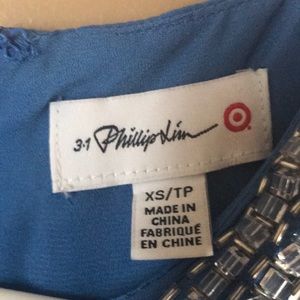 3.1 Phillip Lim
XS/TP
MADE IN
CHINA
FABRIQUÉ
EN CHINE